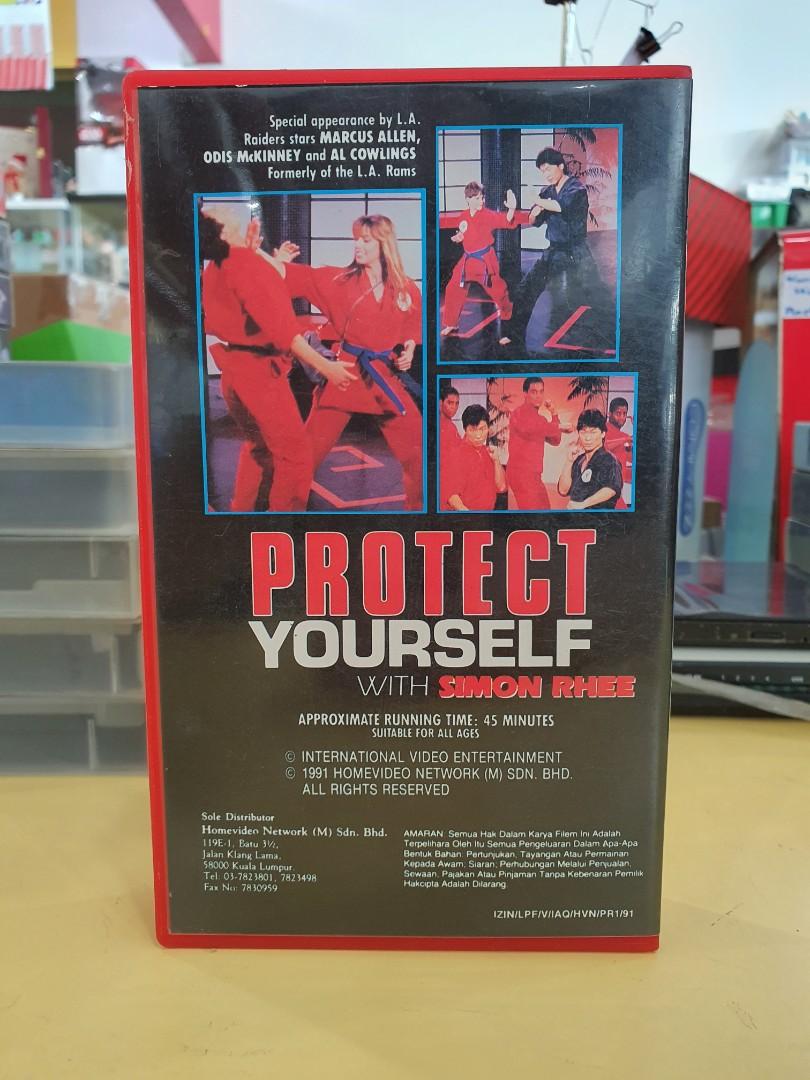 Special appearance by L.A.
Raiders stars MARCUS ALLEN,
ODIS McKINNEY and AL COWLINGS
Formerly of the L.A. Rams
PROTECT
YOURSELF
WITH SIMON RHEE
APPROXIMATE RUNNING TIME: 45 MINUTES
SUITABLE FOR ALL AGES
© INTERNATIONAL VIDEO ENTERTAINMENT
© 1991 HOMEVIDEO NETWORK (M) SDN. BHD.
ALL RIGHTS RESERVED
Sole Distributor
Homevideo Network (M) Sdn. Bhd.
119E-1, Batu 3½,
Jalan Klang Lama,
58000 Kuala Lumpur.
Tel: 03-7823801, 7823498
Fax No: 7830959
AMARAN: Semua Hak Dalam Karya Filem Ini Adalah
Terpelihara Oleh Itu Semua Pengeluaran Dalam Apa-Apa
Bentuk Bahan: Pertunjukan, Tayangan Atau Permainan
Kepada Awam; Siaran; Perhubungan Melalui Penjualan,
Sewaan, Pajakan Atau Pinjaman Tanpa Kebenaran Pemilik
Hakcipta Adalah Dilarang.
IZIN/LPF/V/IAQ/HVN/PR1/91